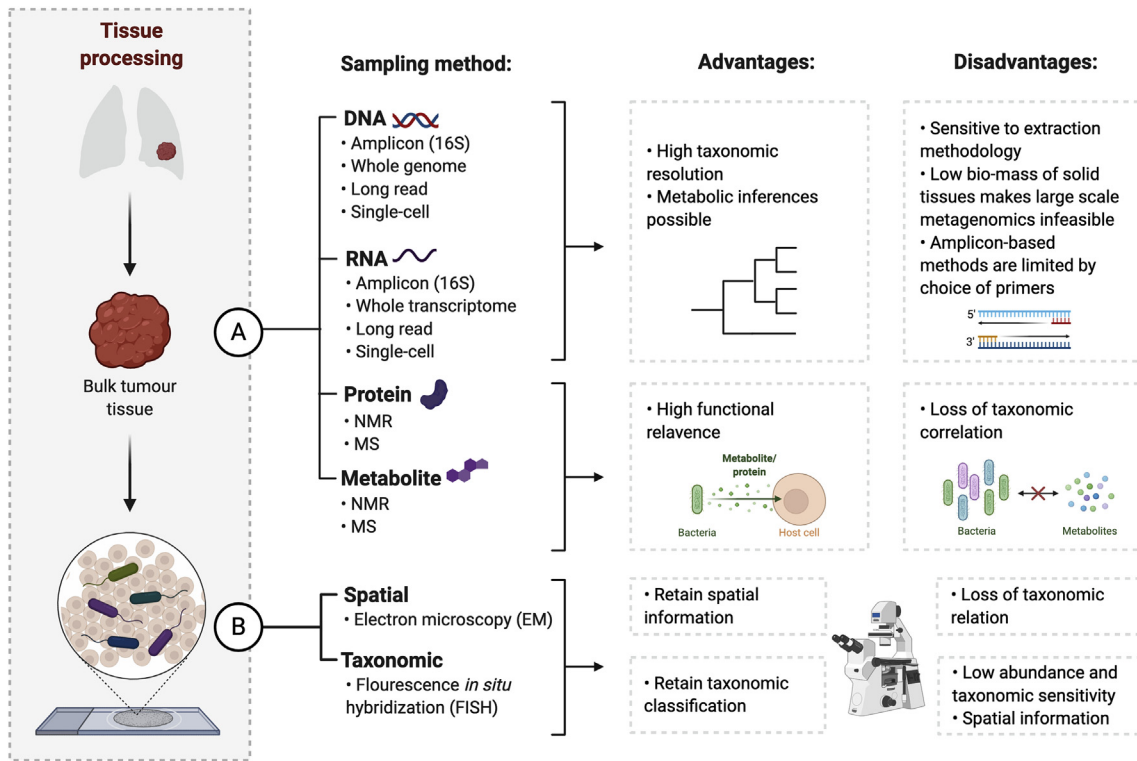 Tissue
processing
Bulk tumour
tissue
A
B
Sampling method:
DNA
• Amplicon (16S)
• Whole genome
• Long read
• Single-cell
RNA
• Amplicon (16S)
• Whole transcriptome
• Long read
• Single-cell
Protein
• NMR
• MS
Metabolite
• NMR
• MS
Spatial
• Electron microscopy (EM)
Taxonomic
• Flourescence in situ
hybridization (FISH)
Advantages:
• High taxonomic
resolution
• Metabolic inferences
possible
• High functional
relavence
Metabolite/
protein
Bacteria
Host cell
• Retain spatial
information
• Retain taxonomic
classification
Disadvantages:
• Sensitive to extraction
methodology
• Low bio-mass of solid
tissues makes large scale
metagenomics infeasible
• Amplicon-based
methods are limited by
choice of primers
5'
3'
• Loss of taxonomic
correlation
Bacteria
Metabolites
• Loss of taxonomic
relation
• Low abundance and
taxonomic sensitivity
• Spatial information